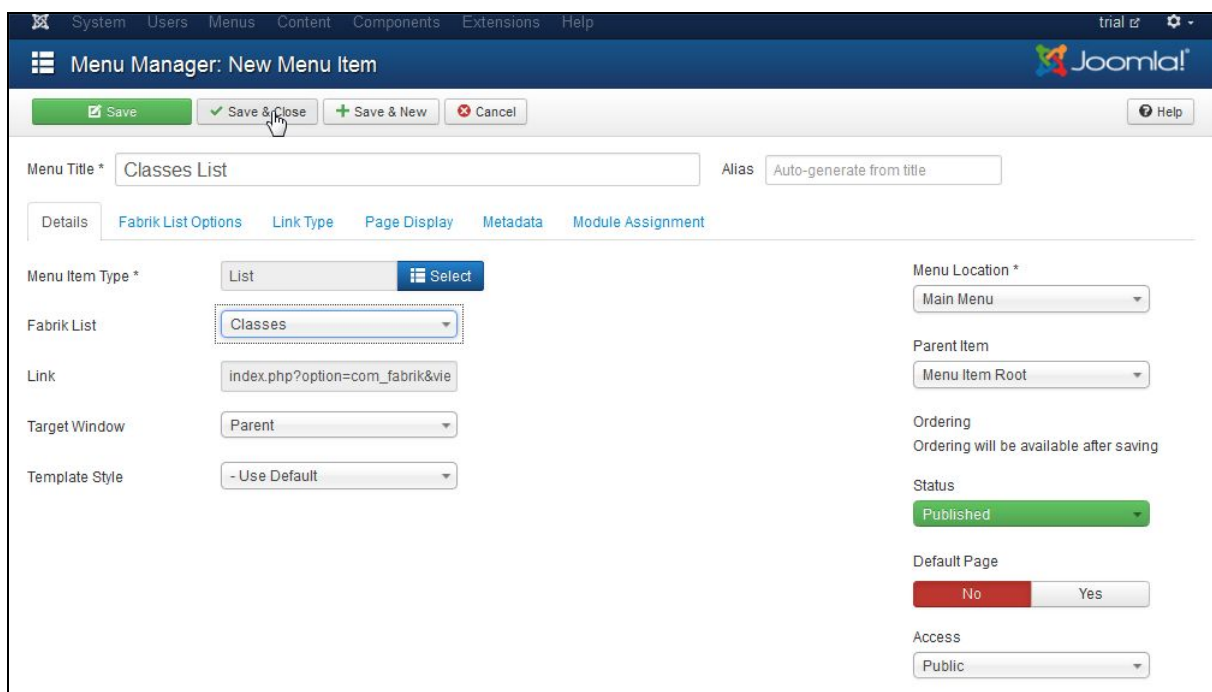 System Users Menus Content Components Extensions Help trial
Menu Manager: New Menu Item Joomla!
Save Save & Close Save & New Cancel Help
Menu Title * Classes List Alias Auto-generate from title
Details Fabrik List Options Link Type Page Display Metadata Module Assignment
Menu Item Type * List Select
Fabrik List Classes
Link index.php?option=com_fabrik&vie
Target Window Parent
Template Style - Use Default
Menu Location *
Main Menu
Parent Item
Menu Item Root
Ordering
Ordering will be available after saving
Status
Published
Default Page
No Yes
Access
Public